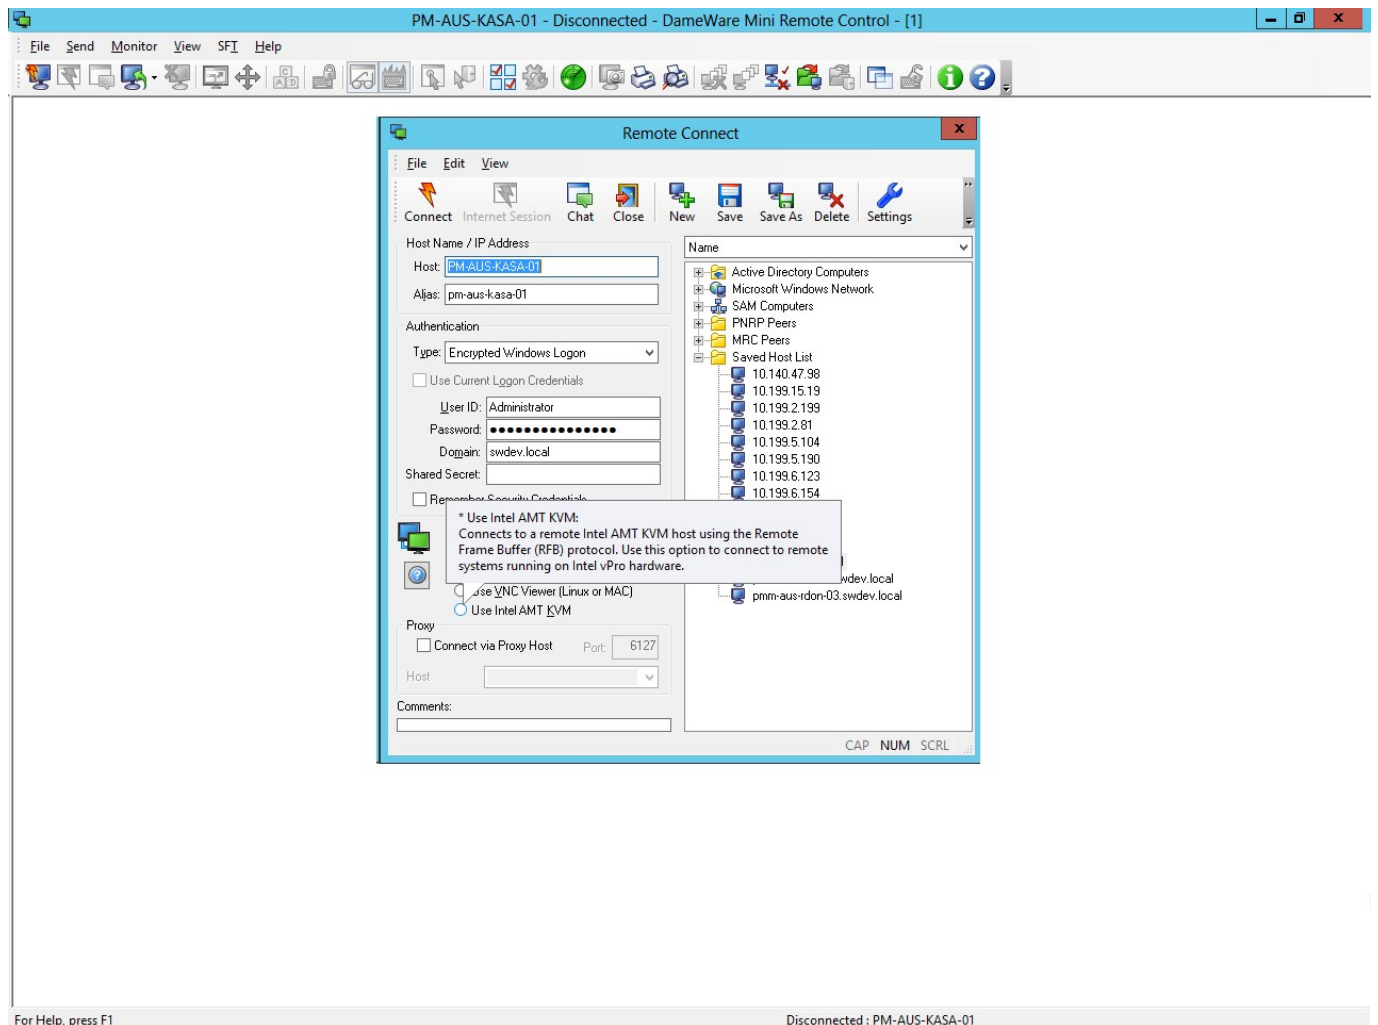 PM-AUS-KASA-01 - Disconnected - DameWare Mini Remote Control - [1]
File Send Monitor View SFT Help
Remote Connect
File Edit View
Connect Internet Session Chat Close New Save Save As Delete Settings
Host Name / IP Address
Host: PM-AUS-KASA-01
Alias: pm-aus-kasa-01
Authentication
Type: Encrypted Windows Logon
Use Current Logon Credentials
User ID: Administrator
Password:
Domain: swdev.local
Shared Secret:
Remember Security Credentials
* Use Intel AMT KVM:
Connects to a remote Intel AMT KVM host using the Remote
Frame Buffer (RFB) protocol. Use this option to connect to remote
systems running on Intel vPro hardware.
Use VNC Viewer (Linux or MAC)
Use Intel AMT KVM
Proxy
Connect via Proxy Host Port: 6127
Host
Comments:
Name
Active Directory Computers
Microsoft Windows Network
SAM Computers
PNRP Peers
MRC Peers
Saved Host List
10.140.47.98
10.199.15.19
10.199.2.199
10.199.2.81
10.199.5.104
10.199.5.190
10.199.6.123
10.199.6.154
wdev.local
pmm-aus-rdon-03.swdev.local
CAP NUM SCRL
For Help, press F1
Disconnected : PM-AUS-KASA-01